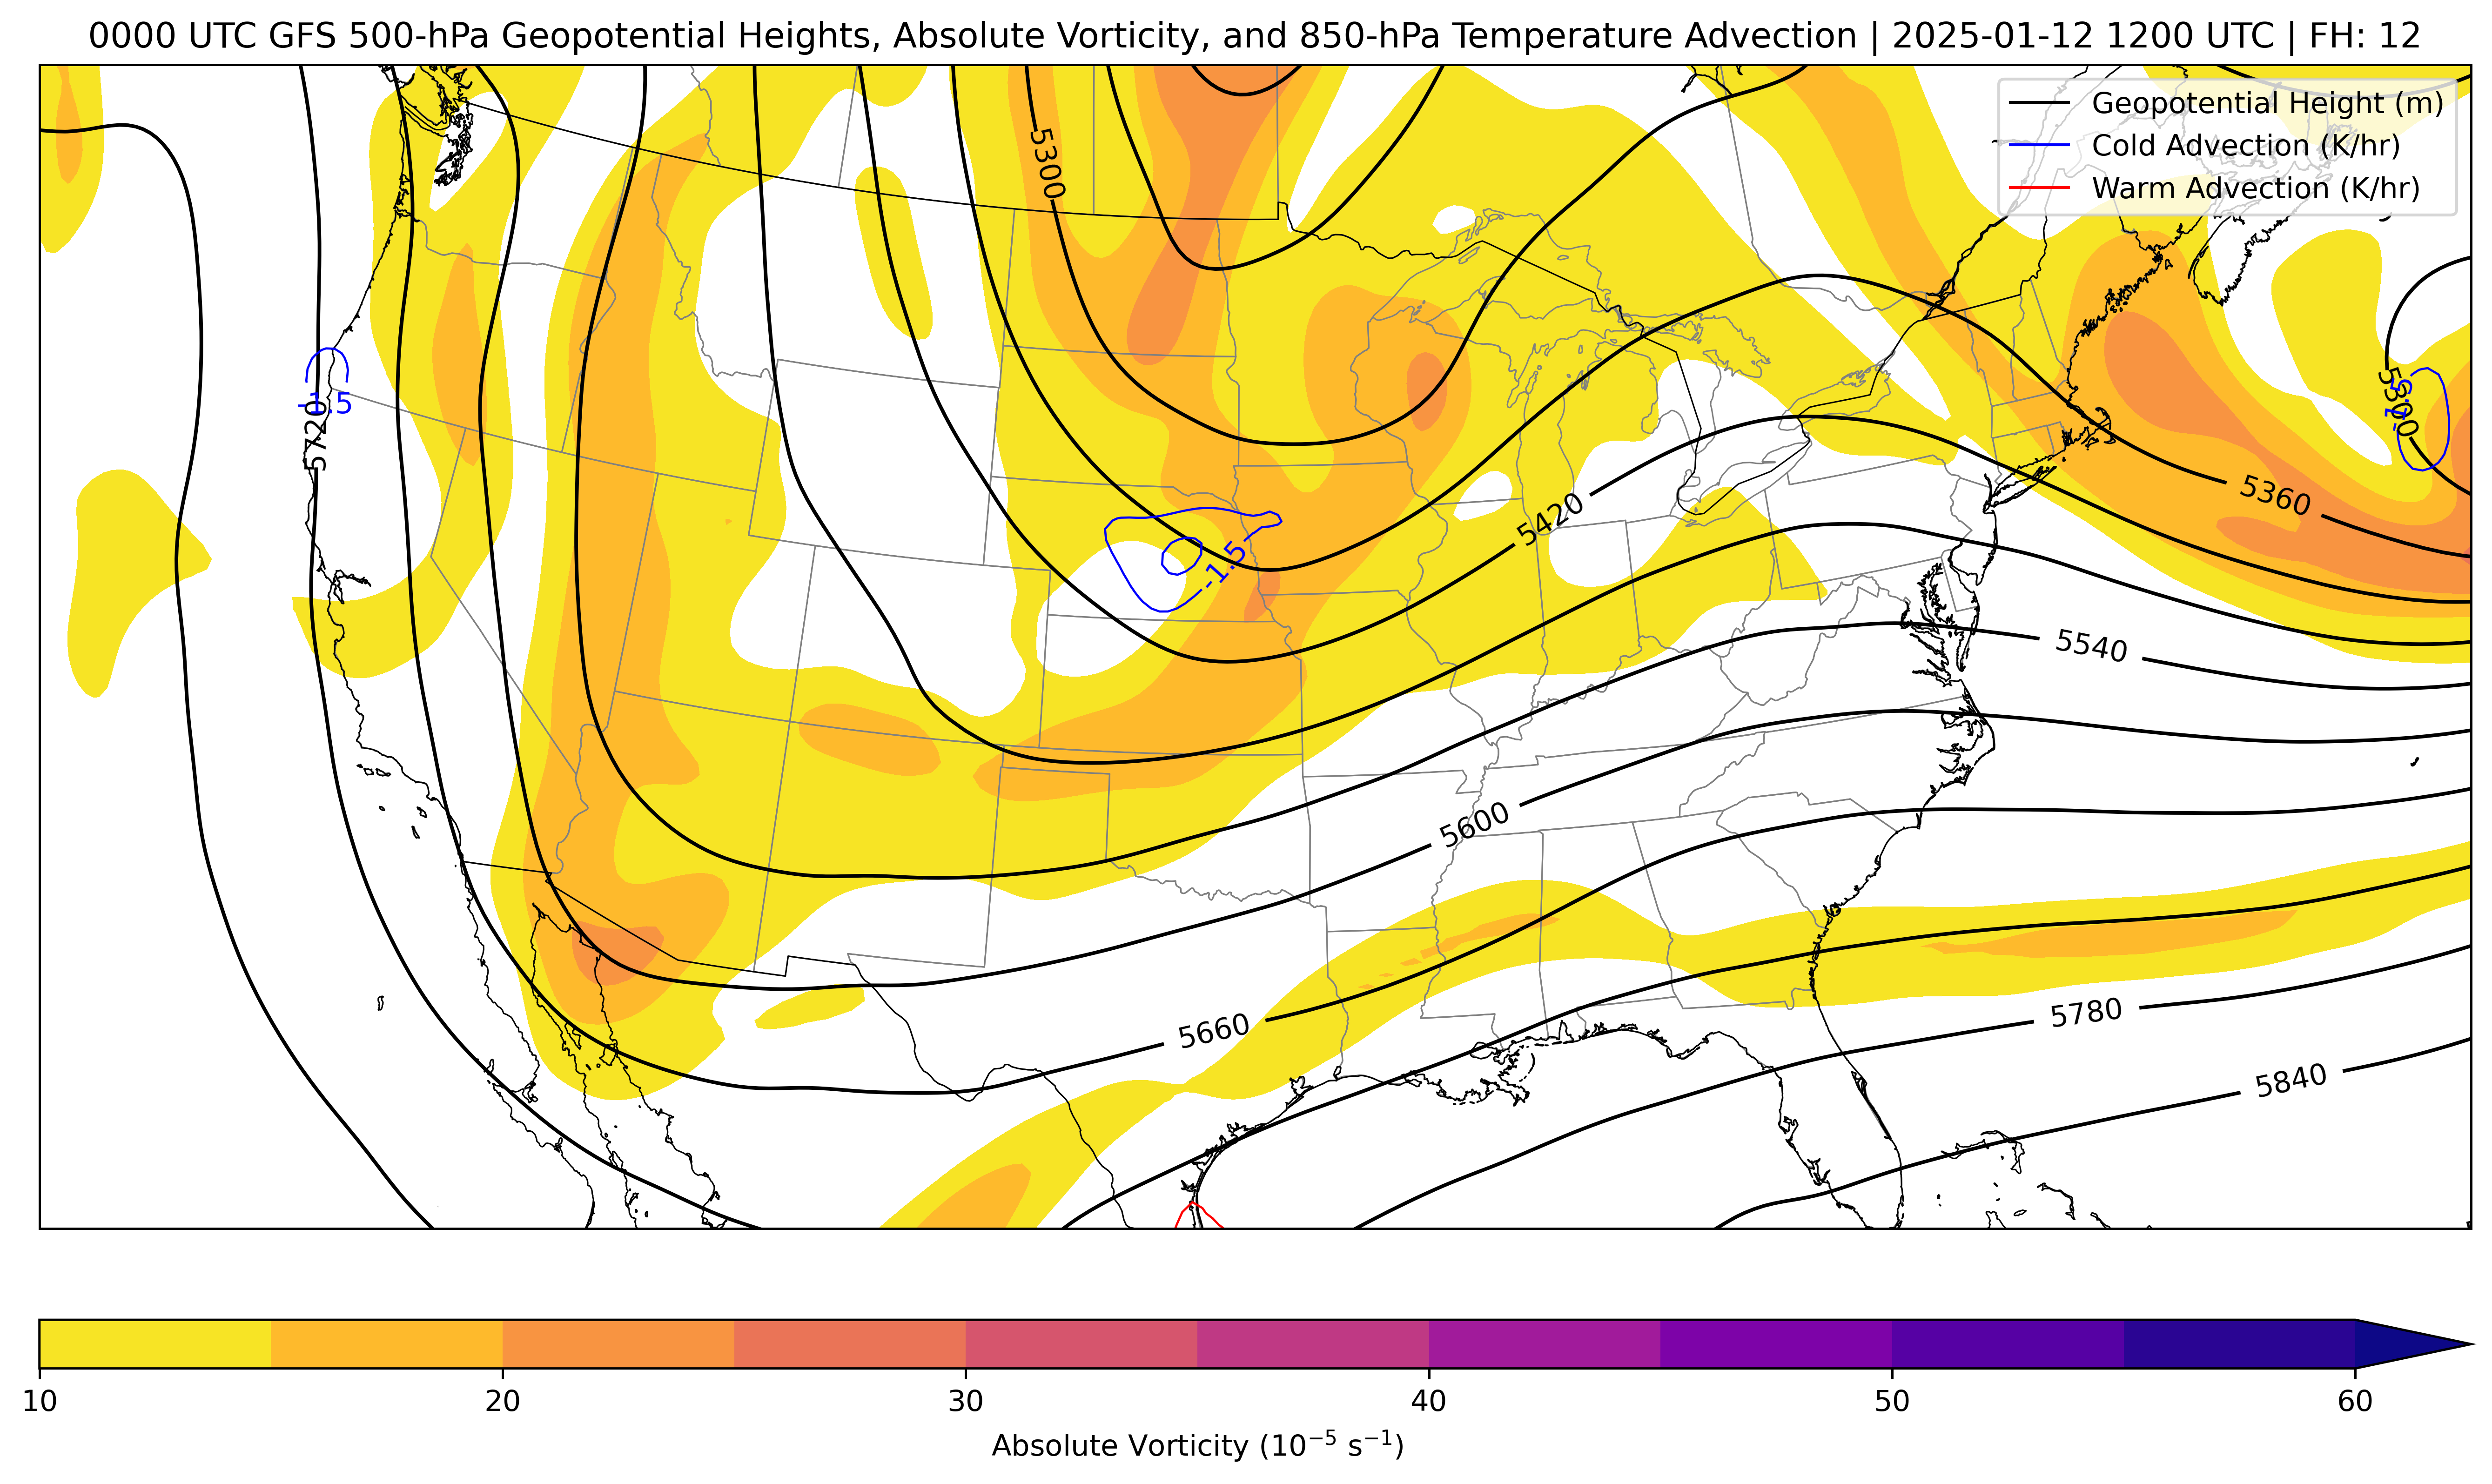 0000 UTC GFS 500-hPa Geopotential Heights, Absolute Vorticity, and 850-hPa Temperature Advection | 2025-01-12 1200 UTC | FH: 12
Geopotential Height (m)
Cold Advection (K/hr)
Warm Advection (K/hr)
5300
-1.5
5720
-1.5
5300
5360
5420
-1.5
5540
5600
5660
5780
5840
10 20 30 40 50 60
Absolute Vorticity (10⁻⁵ s⁻¹)